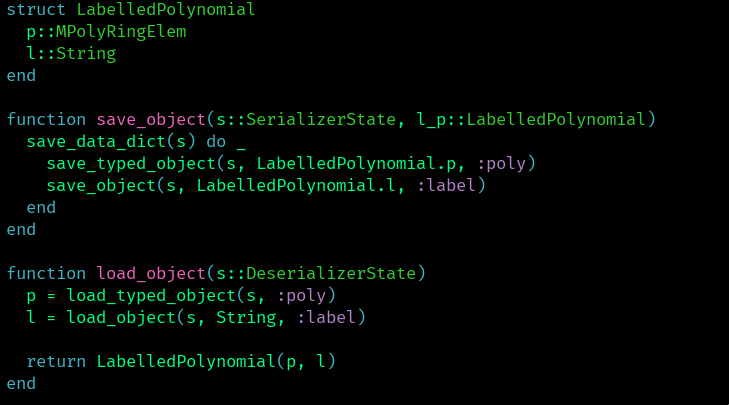 struct LabelledPolynomial
  p::MPolyRingElem
  l::String
end

function save_object(s::SerializerState, l_p::LabelledPolynomial)
  save_data_dict(s) do _
    save_typed_object(s, LabelledPolynomial.p, :poly)
    save_object(s, LabelledPolynomial.l, :label)
  end
end

function load_object(s::DeserializerState)
  p = load_typed_object(s, :poly)
  l = load_object(s, String, :label)

  return LabelledPolynomial(p, l)
end